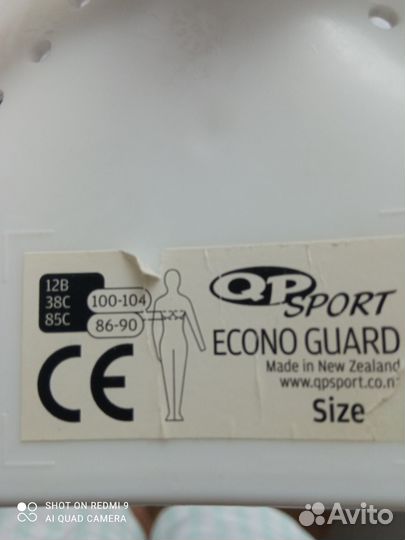 12B
38C
85C
100-104
86-90
CE
QP SPORT
ECONO GUARD
Made in New Zealand
www.qpsport.co.n
Size
SHOT ON REDMI 9
AI QUAD CAMERA
Avito